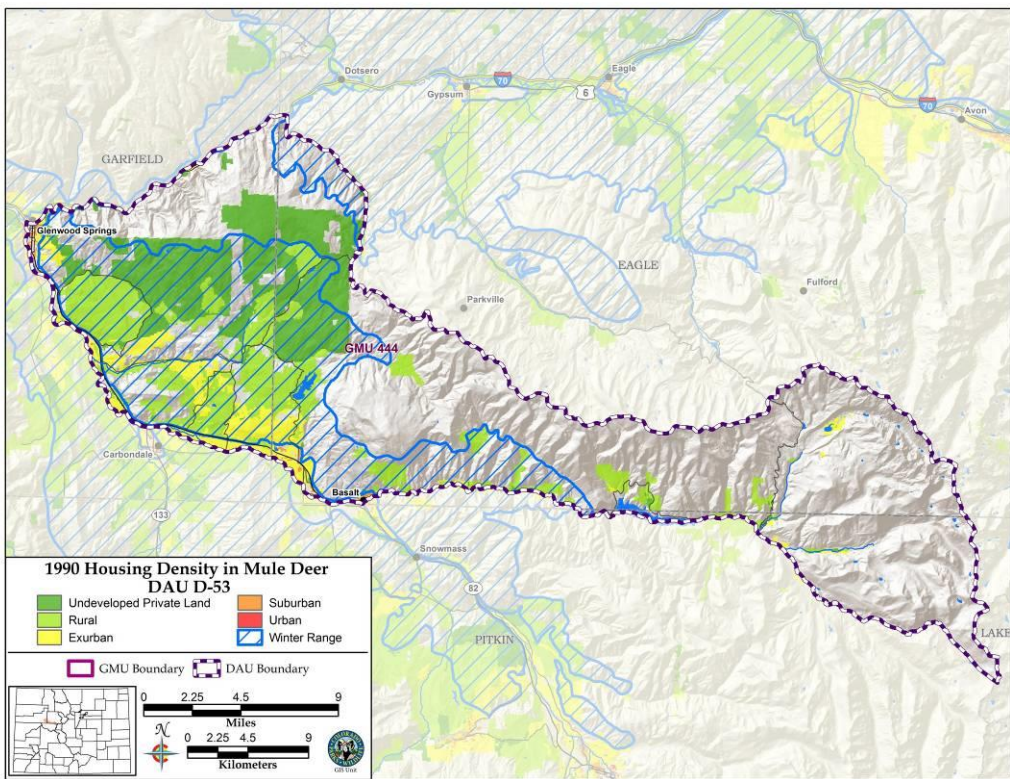 Dotsero
Eagle
70
Gypsum
6
70
Avon
GARFIELD
Glenwood Springs
EAGLE
Fulford
Parkville
GMU 444
Carbondale
Basalt
133
Snowmass
82
PITKIN
LAKE
1990 Housing Density in Mule Deer
DAU D-53
Undeveloped Private Land
Suburban
Rural
Urban
Exurban
Winter Range
GMU Boundary
DAU Boundary
0 2.25 4.5 9
Miles
N
0 2.25 4.5 9
Kilometers
GIS Unit